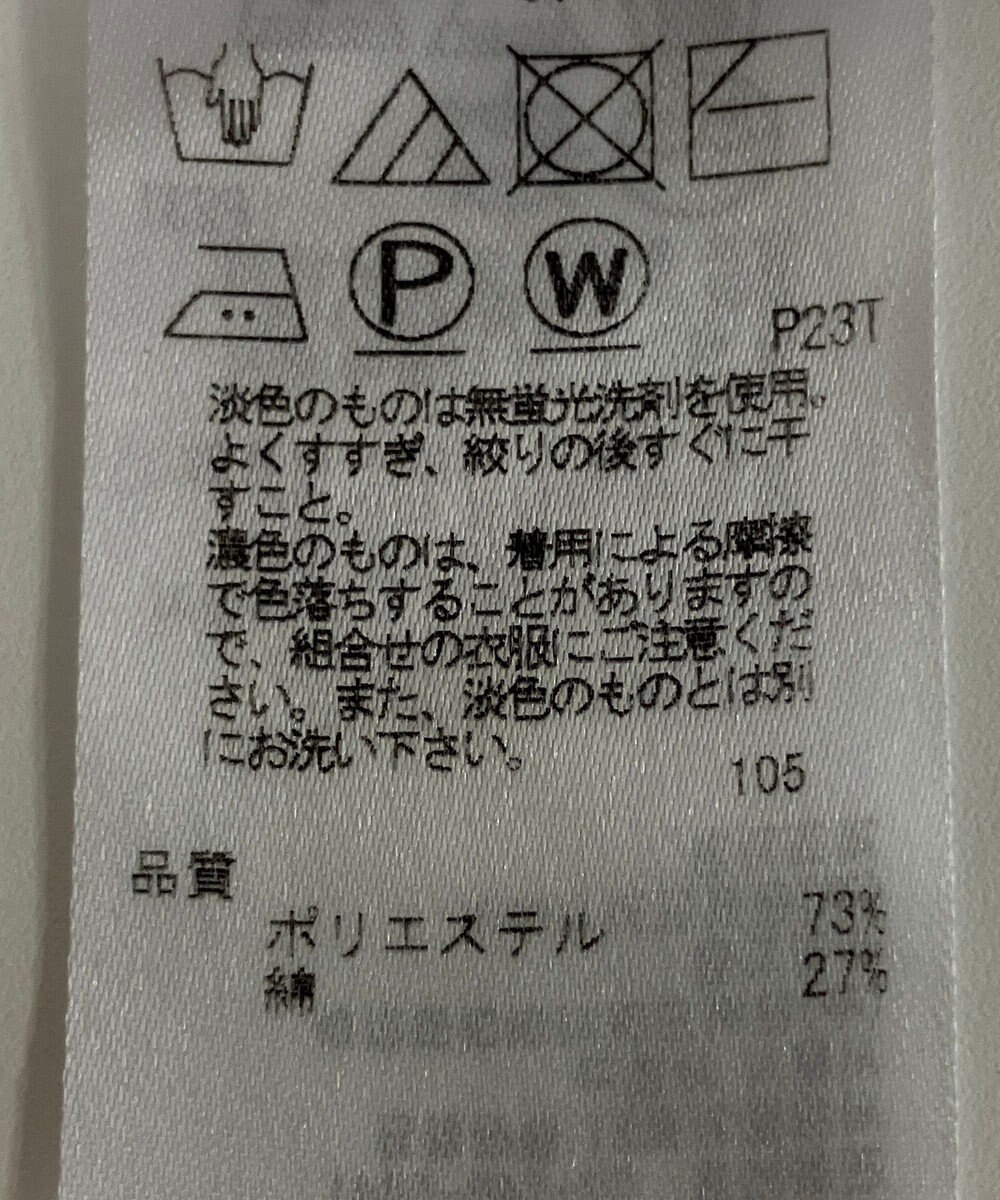 P W
P23T
淡色のものは無蛍光洗剤を使用。
よくすすぎ、絞りの後すぐに干
すこと。
濃色のものは、着用による摩擦
で色落ちすることがありますの
で、組合せの衣服にご注意くだ
さい。また、淡色のものとは別
にお洗い下さい。
105
品質
ポリエステル 73%
綿 27%